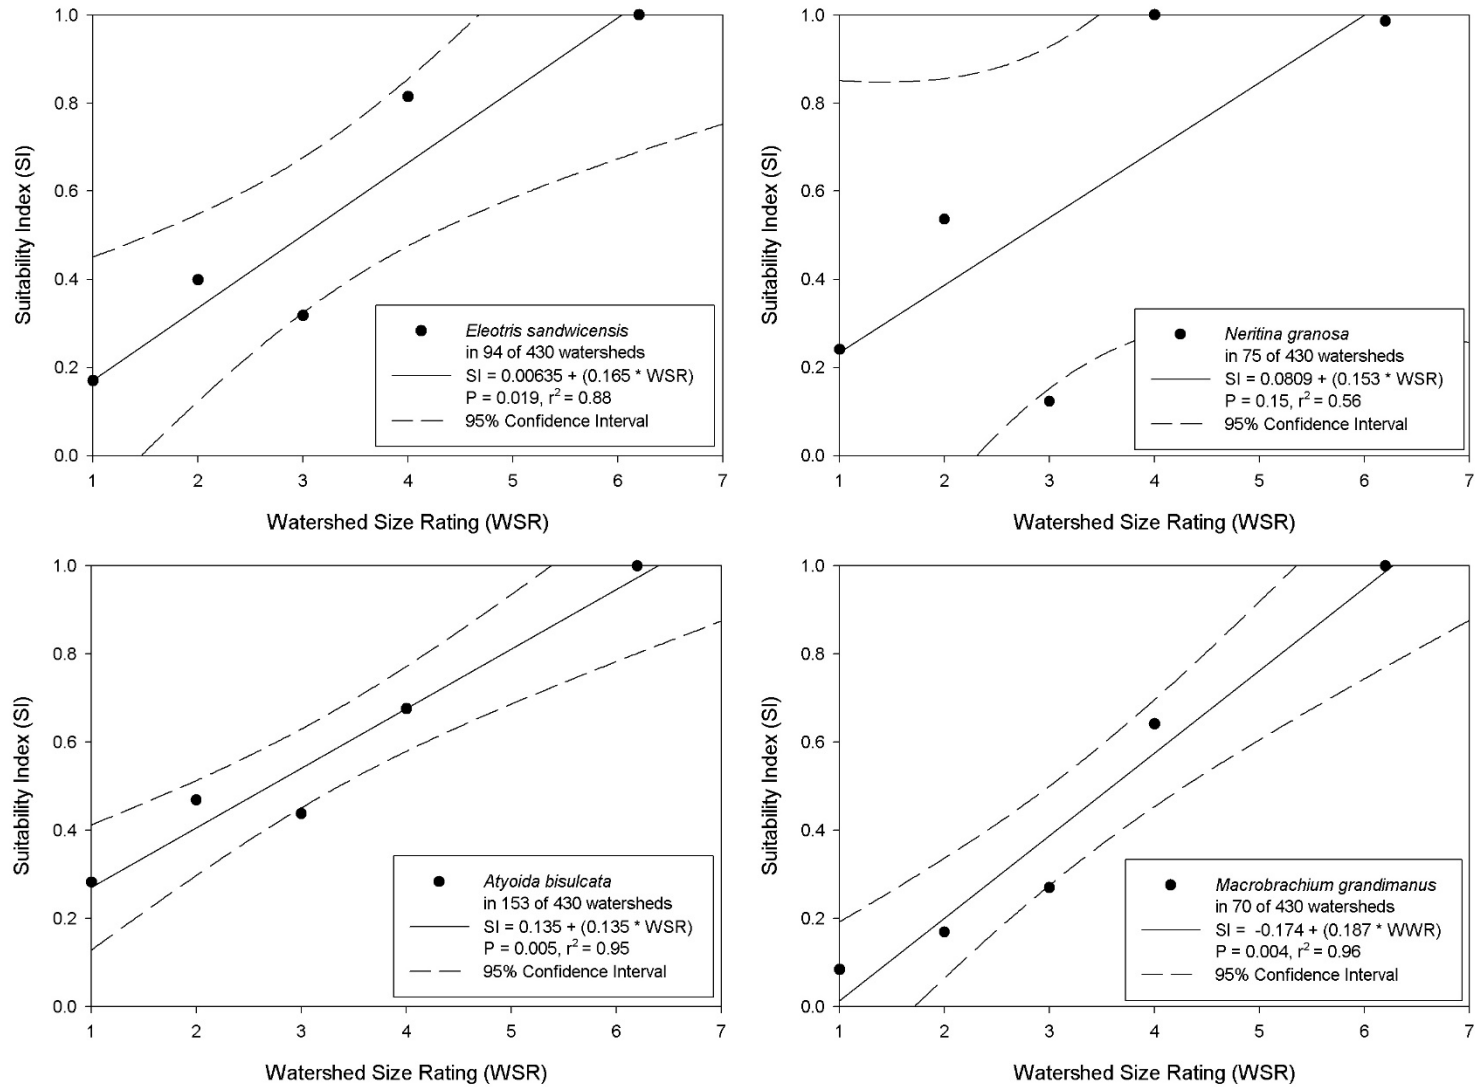 1.0
0.8
0.6
0.4
0.2
0.0
Suitability Index (SI)
Eleotris sandwicensis
in 94 of 430 watersheds
SI = 0.00635 + (0.165 * WSR)
P = 0.019, r² = 0.88
95% Confidence Interval
1 2 3 4 5 6 7
Watershed Size Rating (WSR)
1.0
0.8
0.6
0.4
0.2
0.0
Suitability Index (SI)
Neritina granosa
in 75 of 430 watersheds
SI = 0.0809 + (0.153 * WSR)
P = 0.15, r² = 0.56
95% Confidence Interval
1 2 3 4 5 6 7
Watershed Size Rating (WSR)
1.0
0.8
0.6
0.4
0.2
0.0
Suitability Index (SI)
Atyoida bisulcata
in 153 of 430 watersheds
SI = 0.135 + (0.135 * WSR)
P = 0.005, r² = 0.95
95% Confidence Interval
1 2 3 4 5 6 7
Watershed Size Rating (WSR)
1.0
0.8
0.6
0.4
0.2
0.0
Suitability Index (SI)
Macrobrachium grandimanus
in 70 of 430 watersheds
SI = -0.174 + (0.187 * WWR)
P = 0.004, r² = 0.96
95% Confidence Interval
1 2 3 4 5 6 7
Watershed Size Rating (WSR)